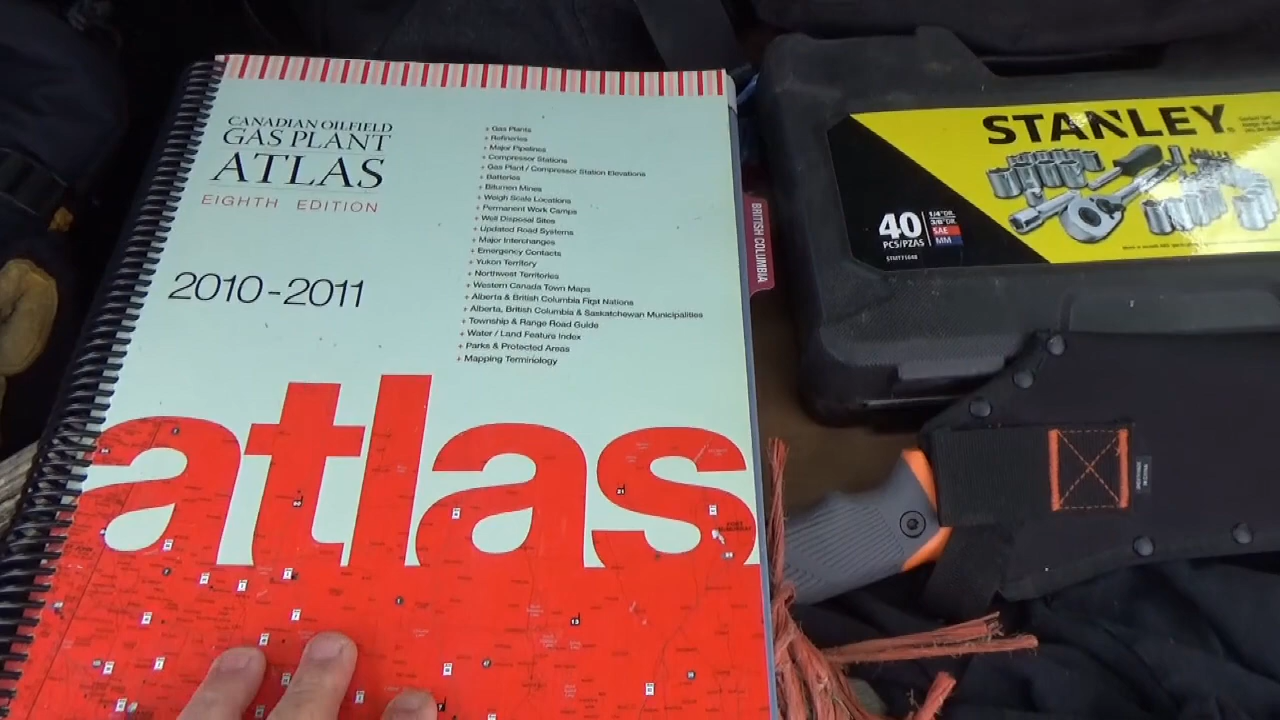 CANADIAN OILFIELD
GAS PLANT
ATLAS
EIGHTH EDITION
2010-2011
+ Gas Plants
+ Refineries
+ Major Pipelines
+ Compressor Stations
+ Gas Plant / Compressor Station Elevations
+ Batteries
+ Bitumen Mines
+ Weigh Scale Locations
+ Permanent Work Camps
+ Well Disposal Sites
+ Updated Road Systems
+ Major Interchanges
+ Emergency Contacts
+ Yukon Territory
+ Northwest Territories
+ Western Canada Town Maps
+ Alberta & British Columbia First Nations
+ Alberta, British Columbia & Saskatchewan Municipalities
+ Township & Range Road Guide
+ Water / Land Feature Index
+ Parks & Protected Areas
+ Mapping Terminology
atlas
BRITISH COLUMBIA
STANLEY
40
PCS/PZAS
1/4" DR.
3/8" DR.
SAE
MM